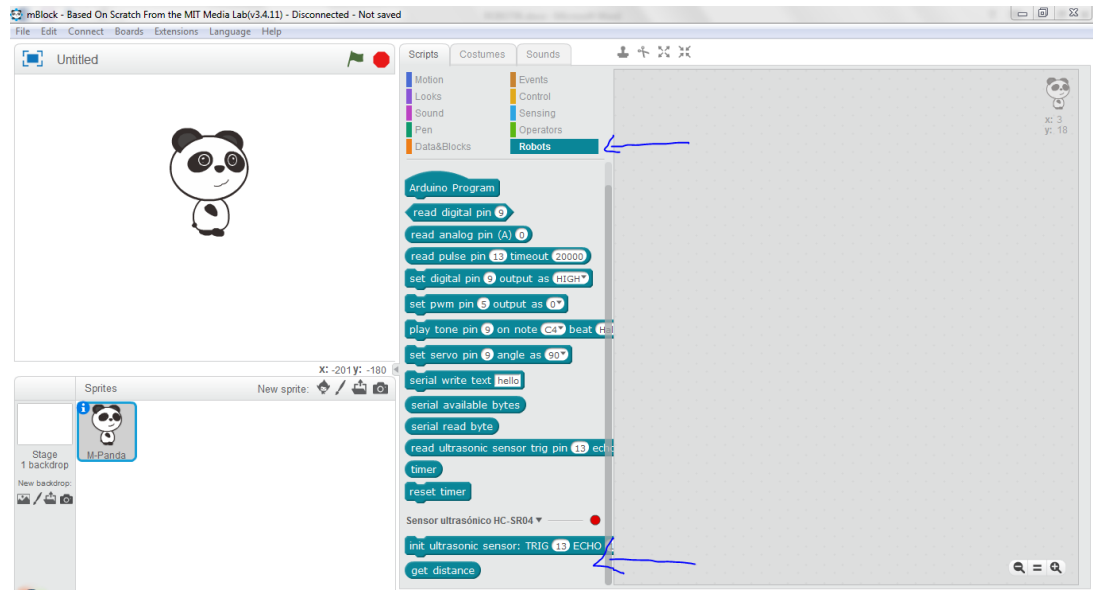 mBlock - Based On Scratch From the MIT Media Lab(v3.4.11) - Disconnected - Not saved
File Edit Connect Boards Extensions Language Help
Untitled
Scripts Costumes Sounds
Motion Events
Looks Control
Sound Sensing
Pen Operators
Data&Blocks Robots
x: 3
y: 18
Arduino Program
read digital pin 9
read analog pin (A) 0
read pulse pin 13 timeout 20000
set digital pin 9 output as HIGH
set pwm pin 5 output as 0
play tone pin 9 on note C4 beat
set servo pin 9 angle as 90
serial write text hello
serial available bytes
serial read byte
read ultrasonic sensor trig pin 13
timer
reset timer
Sensor ultrasónico HC-SR04
init ultrasonic sensor: TRIG 13 ECHO
get distance
X: -201 Y: -180
Sprites New sprite:
Stage
1 backdrop
New backdrop:
M-Panda